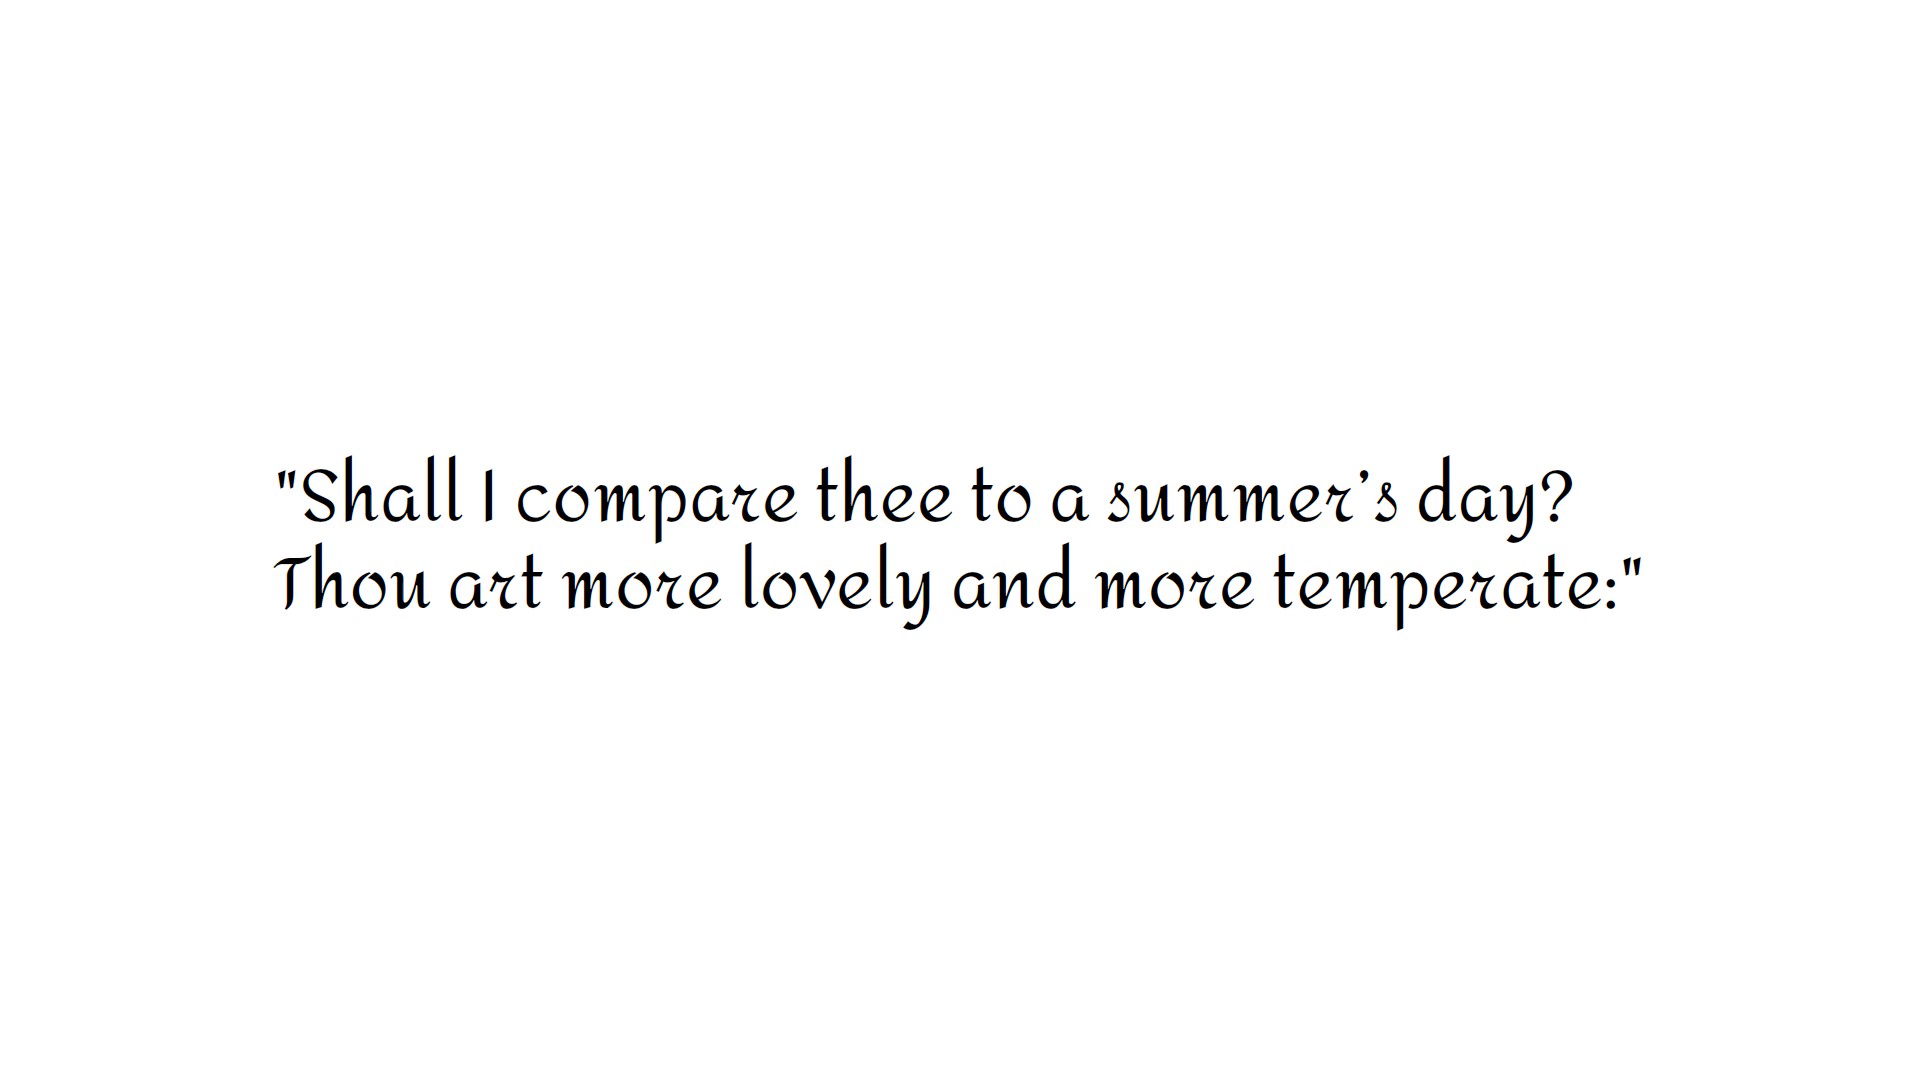 "Shall I compare thee to a summer’s day?
Thou art more lovely and more temperate:"